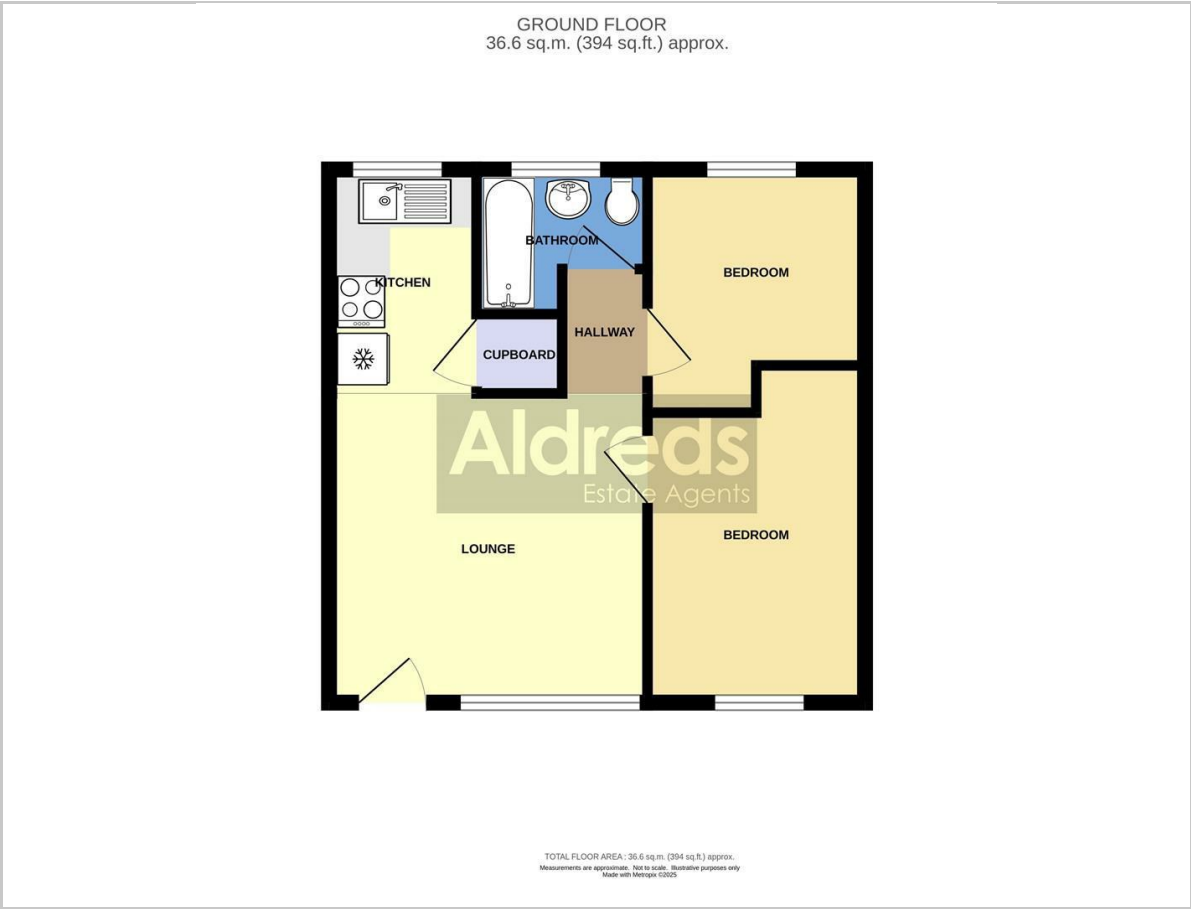 GROUND FLOOR
36.6 sq.m. (394 sq.ft.) approx.
BATHROOM
BEDROOM
KITCHEN
HALLWAY
CUPBOARD
Aldreds
Estate Agents
BEDROOM
LOUNGE
TOTAL FLOOR AREA : 36.6 sq.m. (394 sq.ft.) approx.
Measurements are approximate. Not to scale. Illustrative purposes only
Made with Metropix ©2025